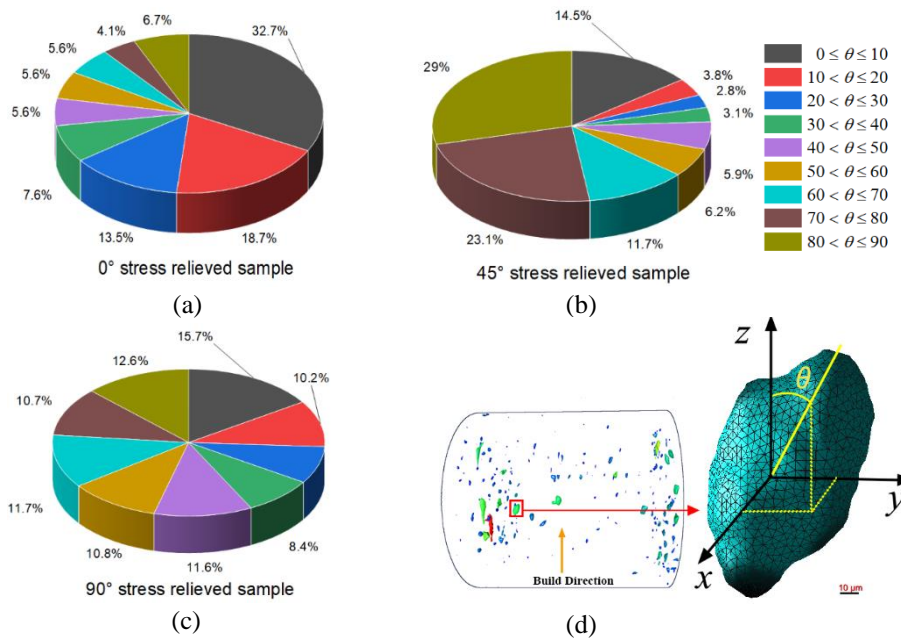 6.7%
4.1%
5.6%
5.6%
5.6%
7.6%
13.5%
18.7%
32.7%
0° stress relieved sample
(a)
14.5%
3.8%
2.8%
3.1%
5.9%
6.2%
11.7%
23.1%
29%
45° stress relieved sample
(b)
0 ≤ θ ≤ 10
10 < θ ≤ 20
20 < θ ≤ 30
30 < θ ≤ 40
40 < θ ≤ 50
50 < θ ≤ 60
60 < θ ≤ 70
70 < θ ≤ 80
80 < θ ≤ 90
15.7%
10.2%
8.4%
11.6%
10.8%
11.7%
10.7%
12.6%
90° stress relieved sample
(c)
Build Direction
z
θ
y
x
10 μm
(d)